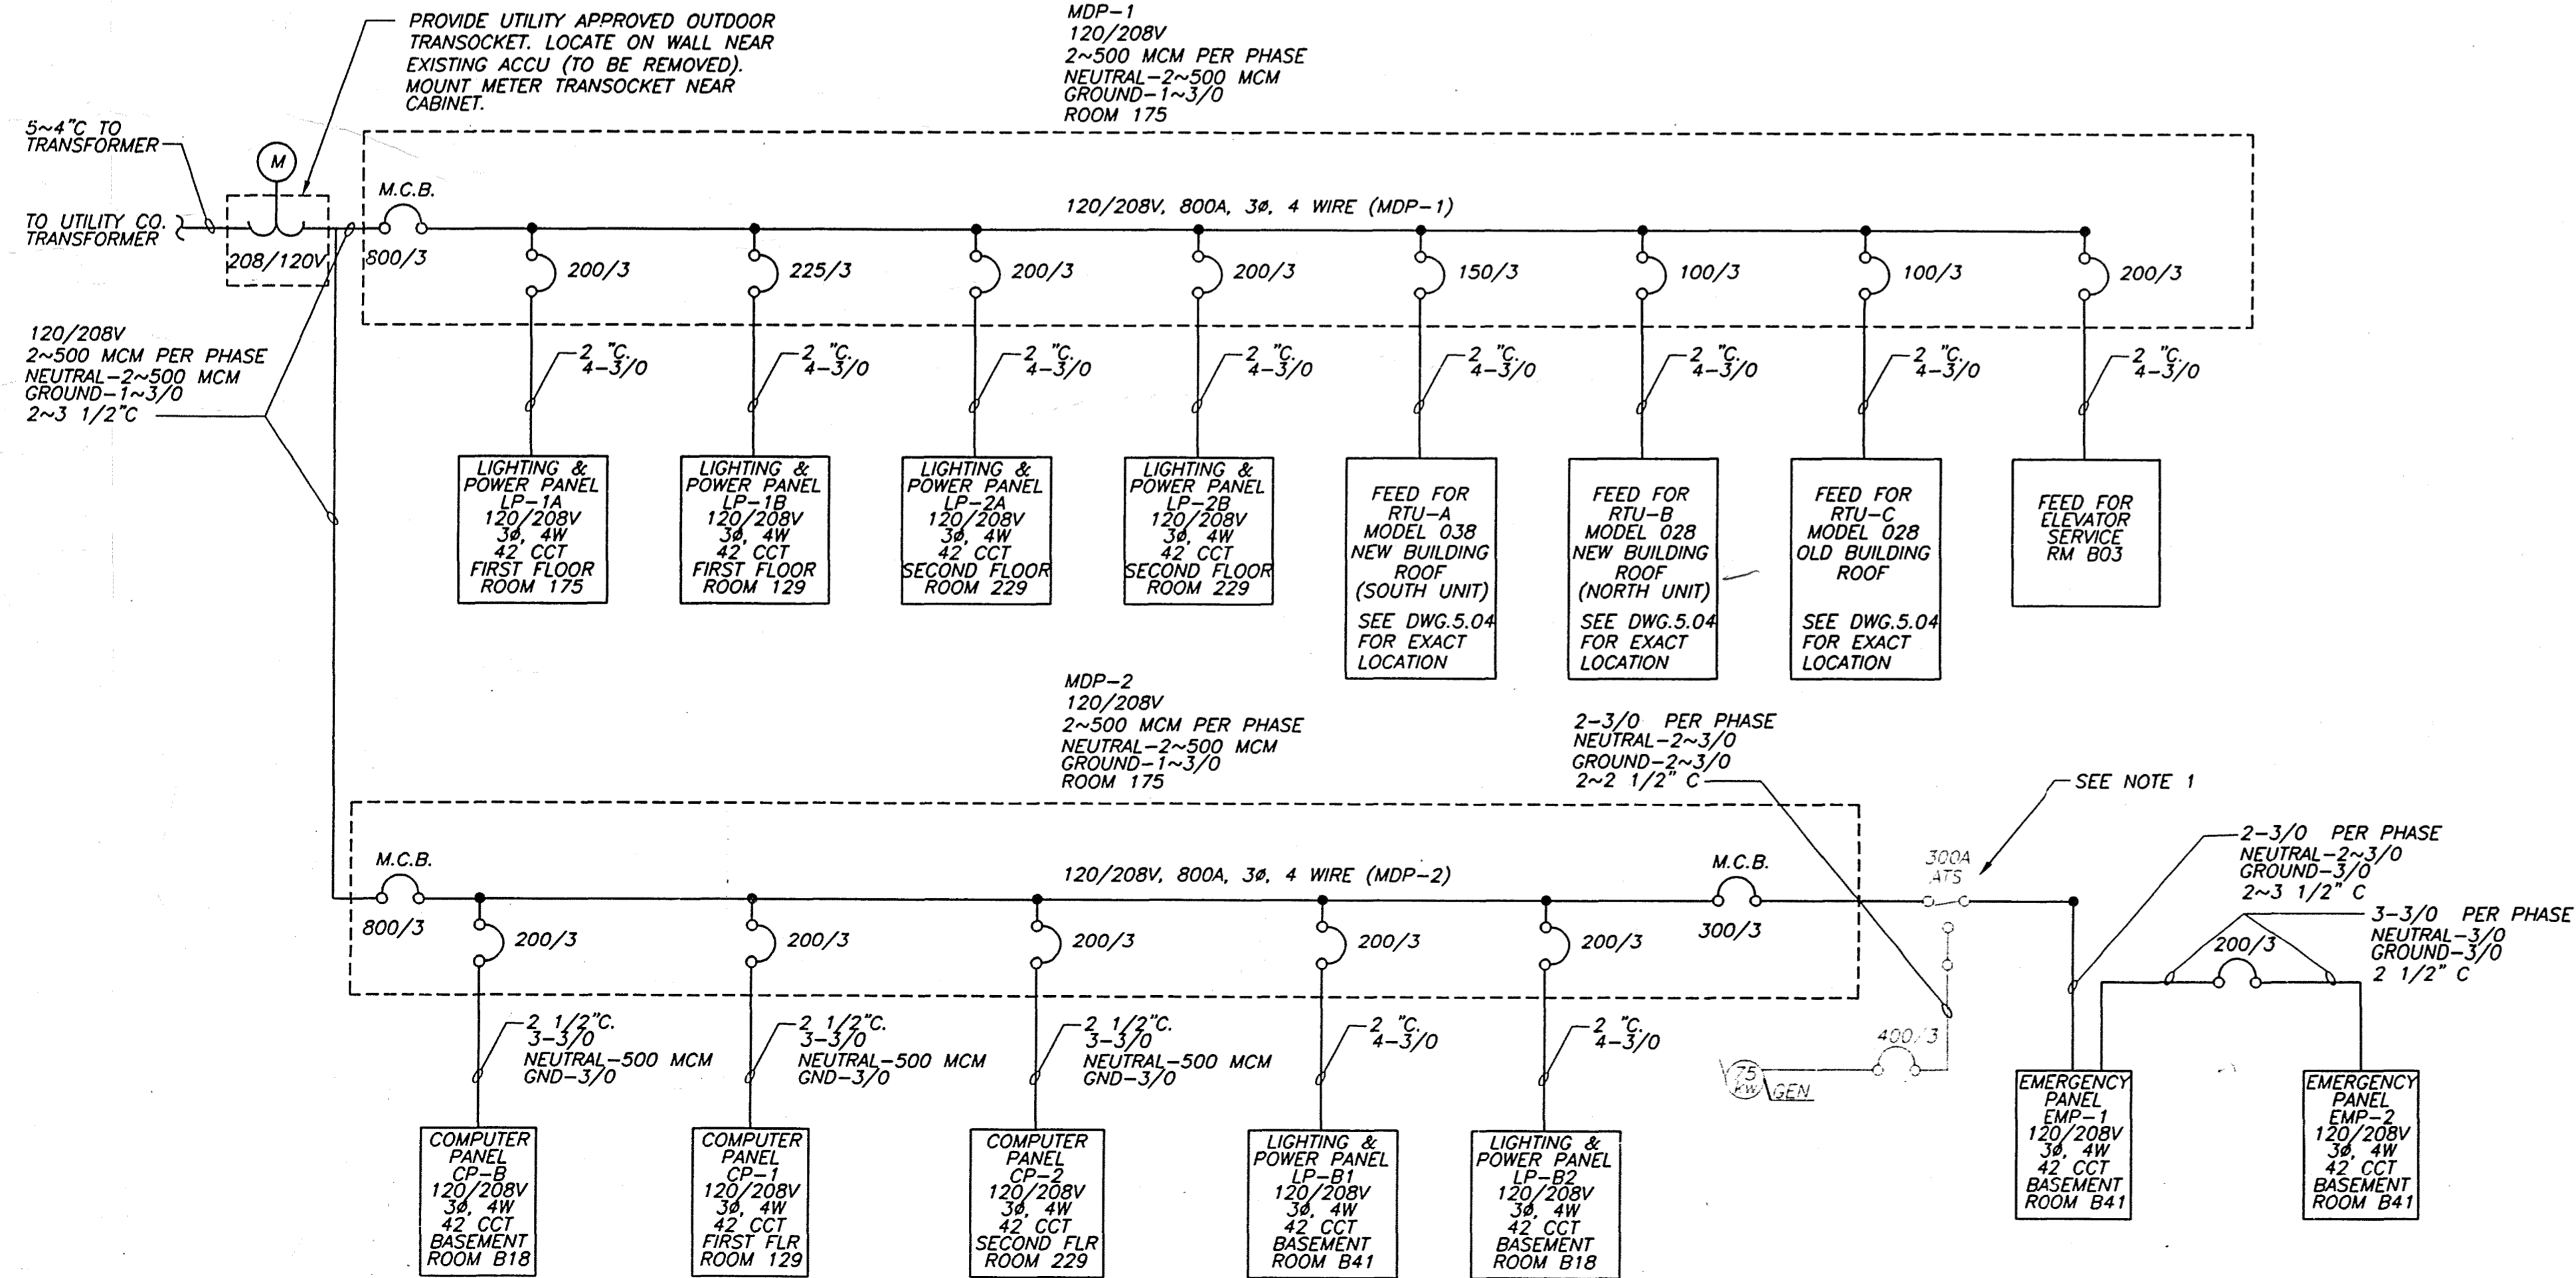 PROVIDE UTILITY APPROVED OUTDOOR
TRANSOCKET. LOCATE ON WALL NEAR
EXISTING ACCU (TO BE REMOVED).
MOUNT METER TRANSOCKET NEAR
CABINET.
MDP-1
120/208V
2~500 MCM PER PHASE
NEUTRAL-2~500 MCM
GROUND-1~3/0
ROOM 175
5~4"C TO
TRANSFORMER
M
TO UTILITY CO.
TRANSFORMER
208/120V
M.C.B.
800/3
120/208V, 800A, 3ø, 4 WIRE (MDP-1)
200/3
225/3
200/3
200/3
150/3
100/3
100/3
200/3
120/208V
2~500 MCM PER PHASE
NEUTRAL-2~500 MCM
GROUND-1~3/0
2~3 1/2"C
2 "C.
4-3/0
2 "C.
4-3/0
2 "C.
4-3/0
2 "C.
4-3/0
2 "C.
4-3/0
2 "C.
4-3/0
2 "C.
4-3/0
2 "C.
4-3/0
LIGHTING &
POWER PANEL
LP-1A
120/208V
3ø, 4W
42 CCT
FIRST FLOOR
ROOM 175
LIGHTING &
POWER PANEL
LP-1B
120/208V
3ø, 4W
42 CCT
FIRST FLOOR
ROOM 129
LIGHTING &
POWER PANEL
LP-2A
120/208V
3ø, 4W
42 CCT
SECOND FLOOR
ROOM 229
LIGHTING &
POWER PANEL
LP-2B
120/208V
3ø, 4W
42 CCT
SECOND FLOOR
ROOM 229
FEED FOR
RTU-A
MODEL 038
NEW BUILDING
ROOF
(SOUTH UNIT)
SEE DWG.5.04
FOR EXACT
LOCATION
FEED FOR
RTU-B
MODEL 028
NEW BUILDING
ROOF
(NORTH UNIT)
SEE DWG.5.04
FOR EXACT
LOCATION
FEED FOR
RTU-C
MODEL 028
OLD BUILDING
ROOF
SEE DWG.5.04
FOR EXACT
LOCATION
FEED FOR
ELEVATOR
SERVICE
RM B03
MDP-2
120/208V
2~500 MCM PER PHASE
NEUTRAL-2~500 MCM
GROUND-1~3/0
ROOM 175
2-3/0 PER PHASE
NEUTRAL-2~3/0
GROUND-2~3/0
2~2 1/2" C
SEE NOTE 1
M.C.B.
800/3
120/208V, 800A, 3ø, 4 WIRE (MDP-2)
M.C.B.
300/3
300A
ATS
2-3/0 PER PHASE
NEUTRAL-2~3/0
GROUND-3/0
2~3 1/2" C
3-3/0 PER PHASE
NEUTRAL-3/0
GROUND-3/0
2 1/2" C
200/3
200/3
200/3
200/3
200/3
200/3
2 1/2"C.
3-3/0
NEUTRAL-500 MCM
GND-3/0
2 1/2"C.
3-3/0
NEUTRAL-500 MCM
GND-3/0
2 1/2"C.
3-3/0
NEUTRAL-500 MCM
GND-3/0
2 "C.
4-3/0
2 "C.
4-3/0
400/3
75
KW
GEN
COMPUTER
PANEL
CP-B
120/208V
3ø, 4W
42 CCT
BASEMENT
ROOM B18
COMPUTER
PANEL
CP-1
120/208V
3ø, 4W
42 CCT
FIRST FLR
ROOM 129
COMPUTER
PANEL
CP-2
120/208V
3ø, 4W
42 CCT
SECOND FLR
ROOM 229
LIGHTING &
POWER PANEL
LP-B1
120/208V
3ø, 4W
42 CCT
BASEMENT
ROOM B41
LIGHTING &
POWER PANEL
LP-B2
120/208V
3ø, 4W
42 CCT
BASEMENT
ROOM B18
EMERGENCY
PANEL
EMP-1
120/208V
3ø, 4W
42 CCT
BASEMENT
ROOM B41
EMERGENCY
PANEL
EMP-2
120/208V
3ø, 4W
42 CCT
BASEMENT
ROOM B41